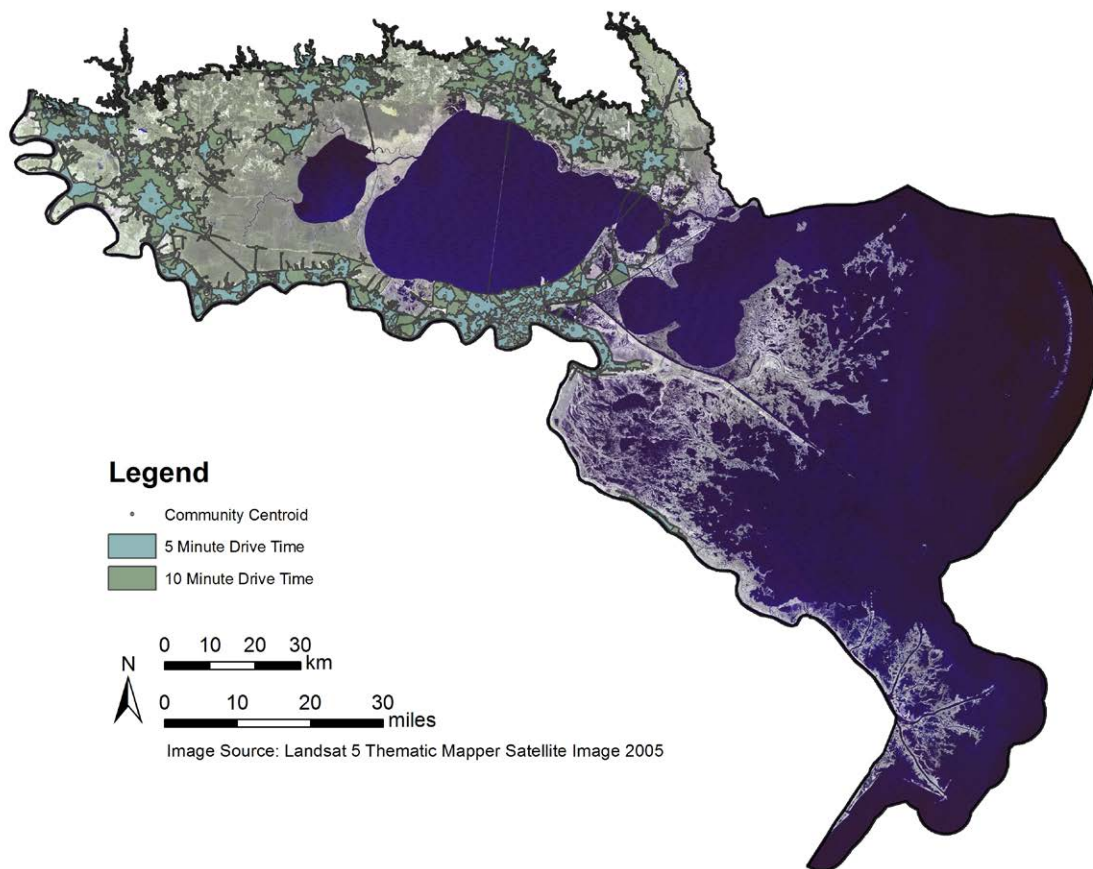 Legend
Community Centroid
5 Minute Drive Time
10 Minute Drive Time
0 10 20 30
km
N
0 10 20 30
miles
Image Source: Landsat 5 Thematic Mapper Satellite Image 2005